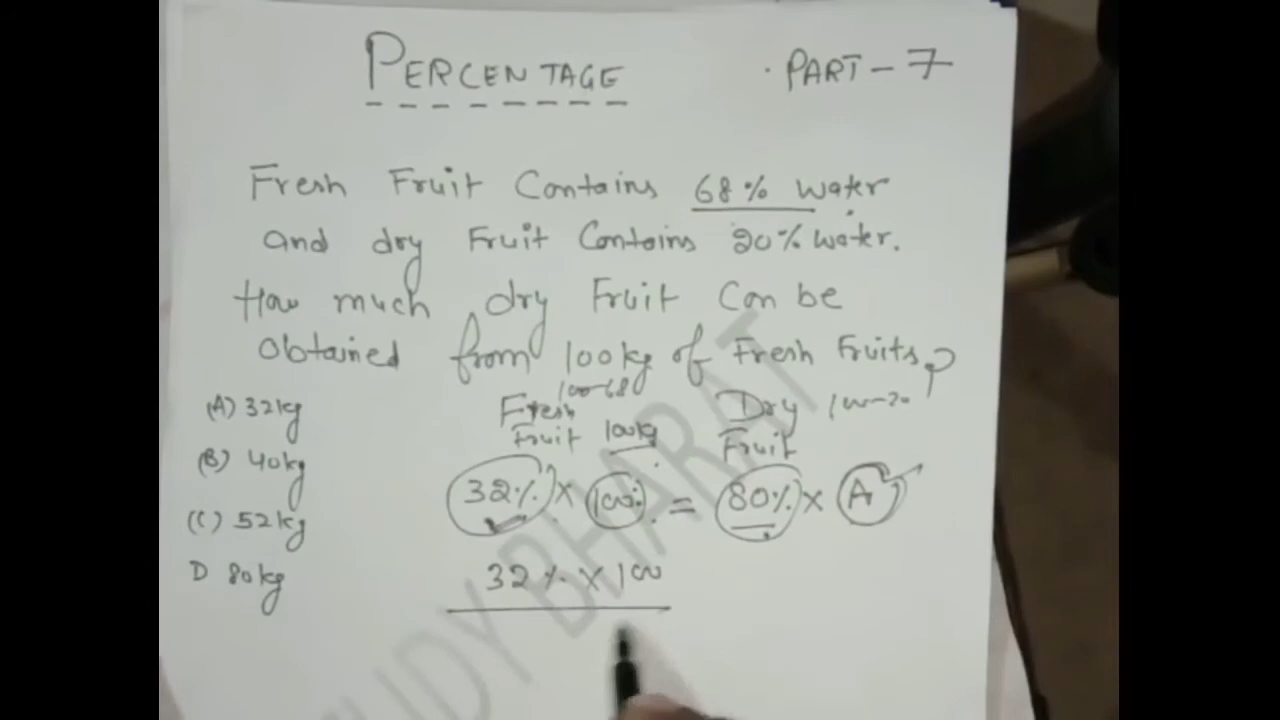 PERCENTAGE
PART-7
Fresh Fruit Contains 68% water
and dry Fruit Contains 20% water.
How much dry Fruit Can be
Obtained from 100kg of Fresh Fruits?
(A) 32kg
(B) 40kg
(C) 52kg
D 80kg
100-68
Fresh
Fruit 100kg
Dry 100-20
Fruit
32% × 100 = 80% × A
32% × 100
STUDY BHARAT